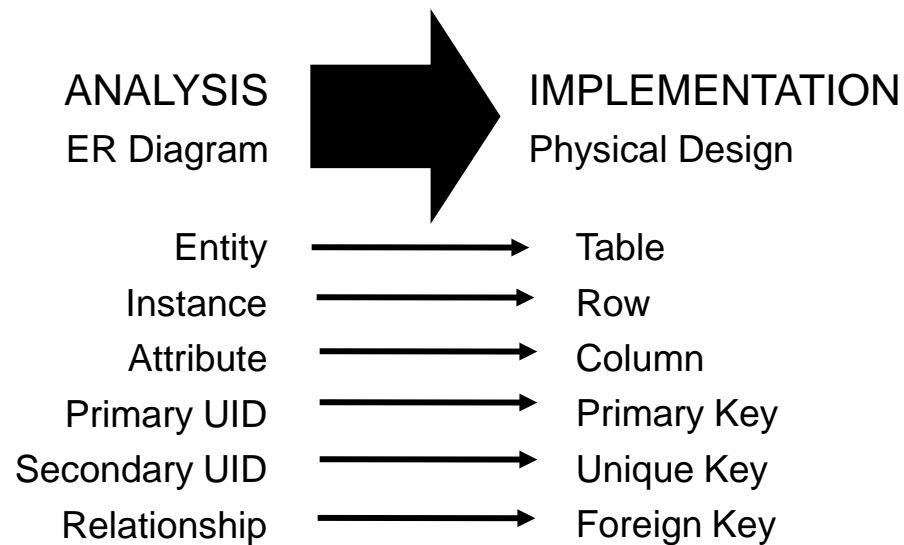 ANALYSIS IMPLEMENTATION
ER Diagram Physical Design
Entity Table
Instance Row
Attribute Column
Primary UID Primary Key
Secondary UID Unique Key
Relationship Foreign Key